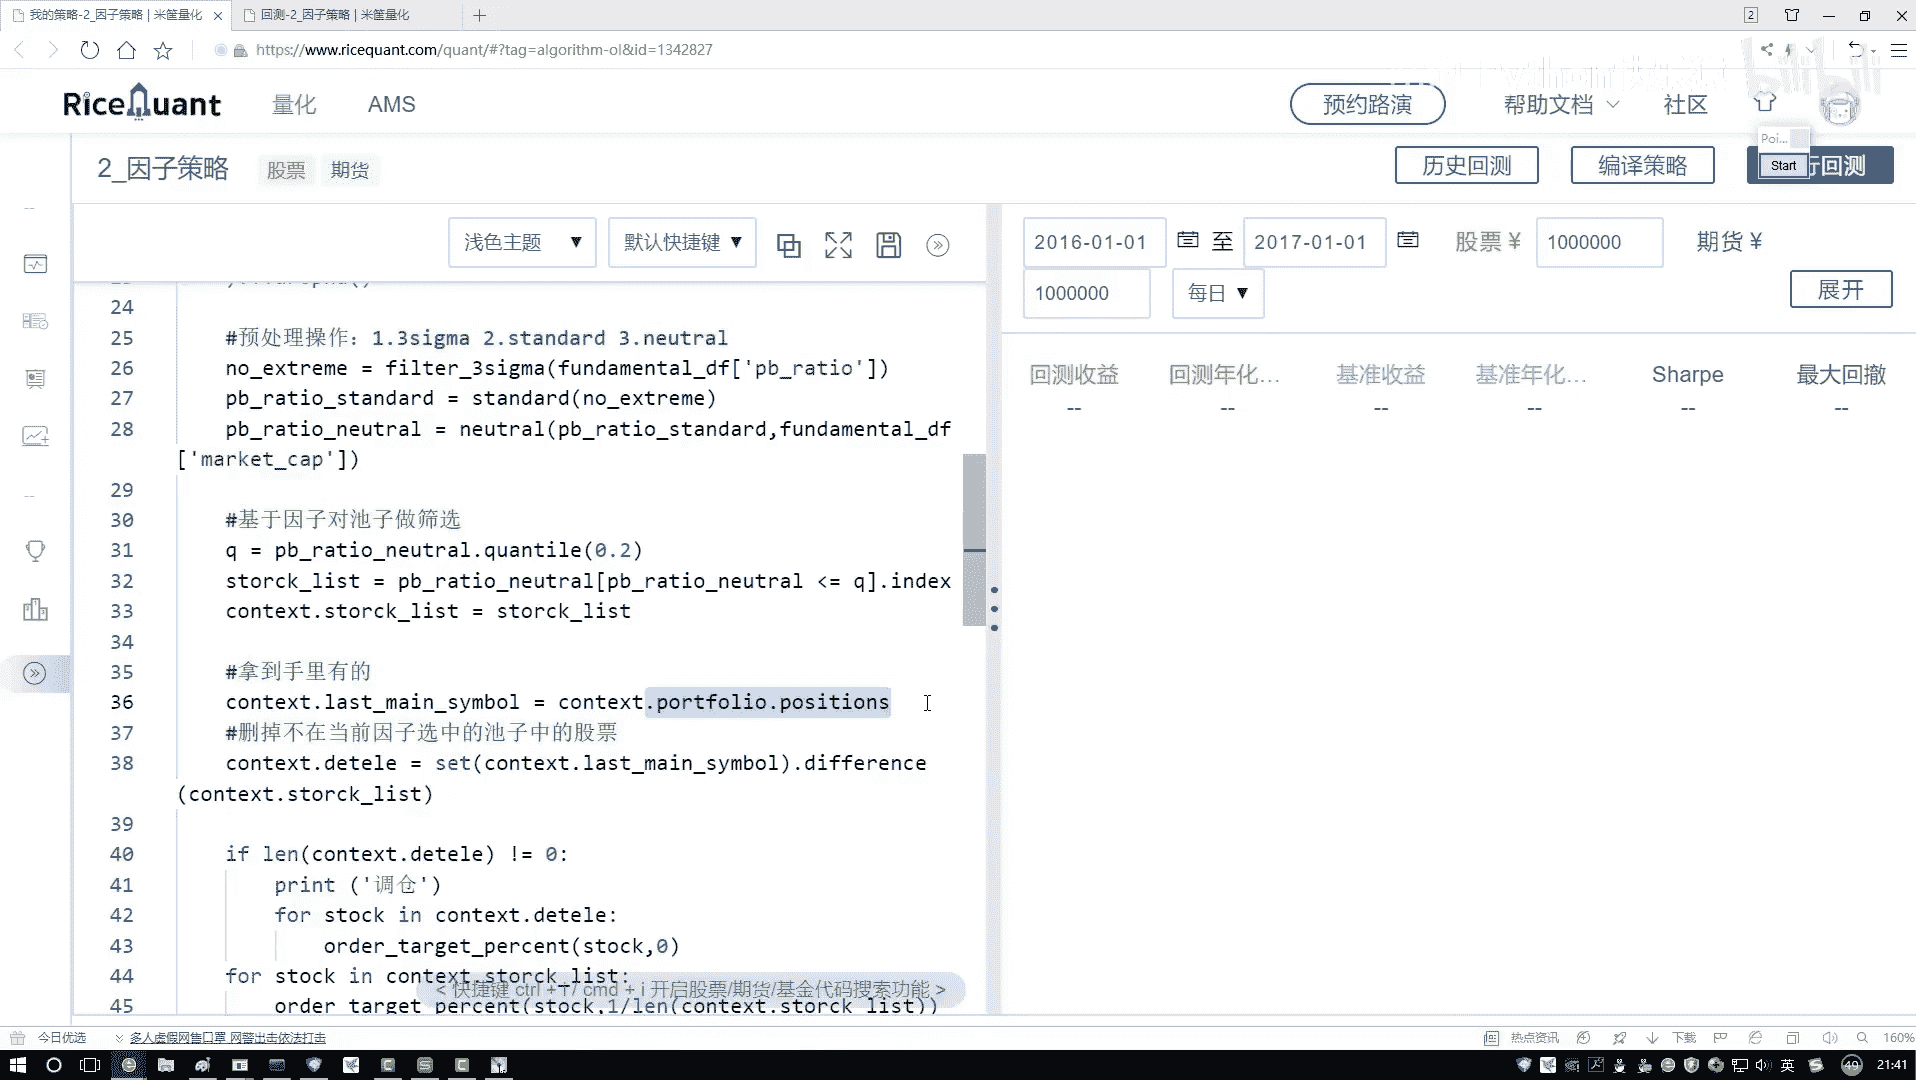 我的策略-2_因子策略 | 米筐量化
回测-2_因子策略 | 米筐量化
2
https://www.ricequant.com/quant/#?tag=algorithm-ol&id=1342827
RiceQuant 量化 AMS 预约路演 帮助文档 社区
Poi...
Start
2_因子策略 股票 期货 历史回测 编译策略 行回测
浅色主题 ▼ 默认快捷键 ▼
2016-01-01 至 2017-01-01 股票 ¥ 1000000 期货 ¥
1000000 每日 ▼ 展开
回测收益 回测年化... 基准收益 基准年化... Sharpe 最大回撤
-- -- -- -- -- --
24
25 #预处理操作：1.3sigma 2.standard 3.neutral
26 no_extreme = filter_3sigma(fundamental_df['pb_ratio'])
27 pb_ratio_standard = standard(no_extreme)
28 pb_ratio_neutral = neutral(pb_ratio_standard,fundamental_df
['market_cap'])
29
30 #基于因子对池子做筛选
31 q = pb_ratio_neutral.quantile(0.2)
32 storck_list = pb_ratio_neutral[pb_ratio_neutral <= q].index
33 context.storck_list = storck_list
34
35 #拿到手里有的
36 context.last_main_symbol = context.portfolio.positions
37 #删掉不在当前因子选中的池子中的股票
38 context.detele = set(context.last_main_symbol).difference
(context.storck_list)
39
40 if len(context.detele) != 0:
41 print ('调仓')
42 for stock in context.detele:
43 order_target_percent(stock,0)
44 for stock in context.storck_list:
< 快捷键 ctrl + i / cmd + i 开启股票/期货/基金代码搜索功能 >
45 order_target_percent(stock,1/len(context.storck_list))
今日优选 多人虚假网售口罩 网警出击依法打击 热点资讯 下载 160%
英 49 21:41